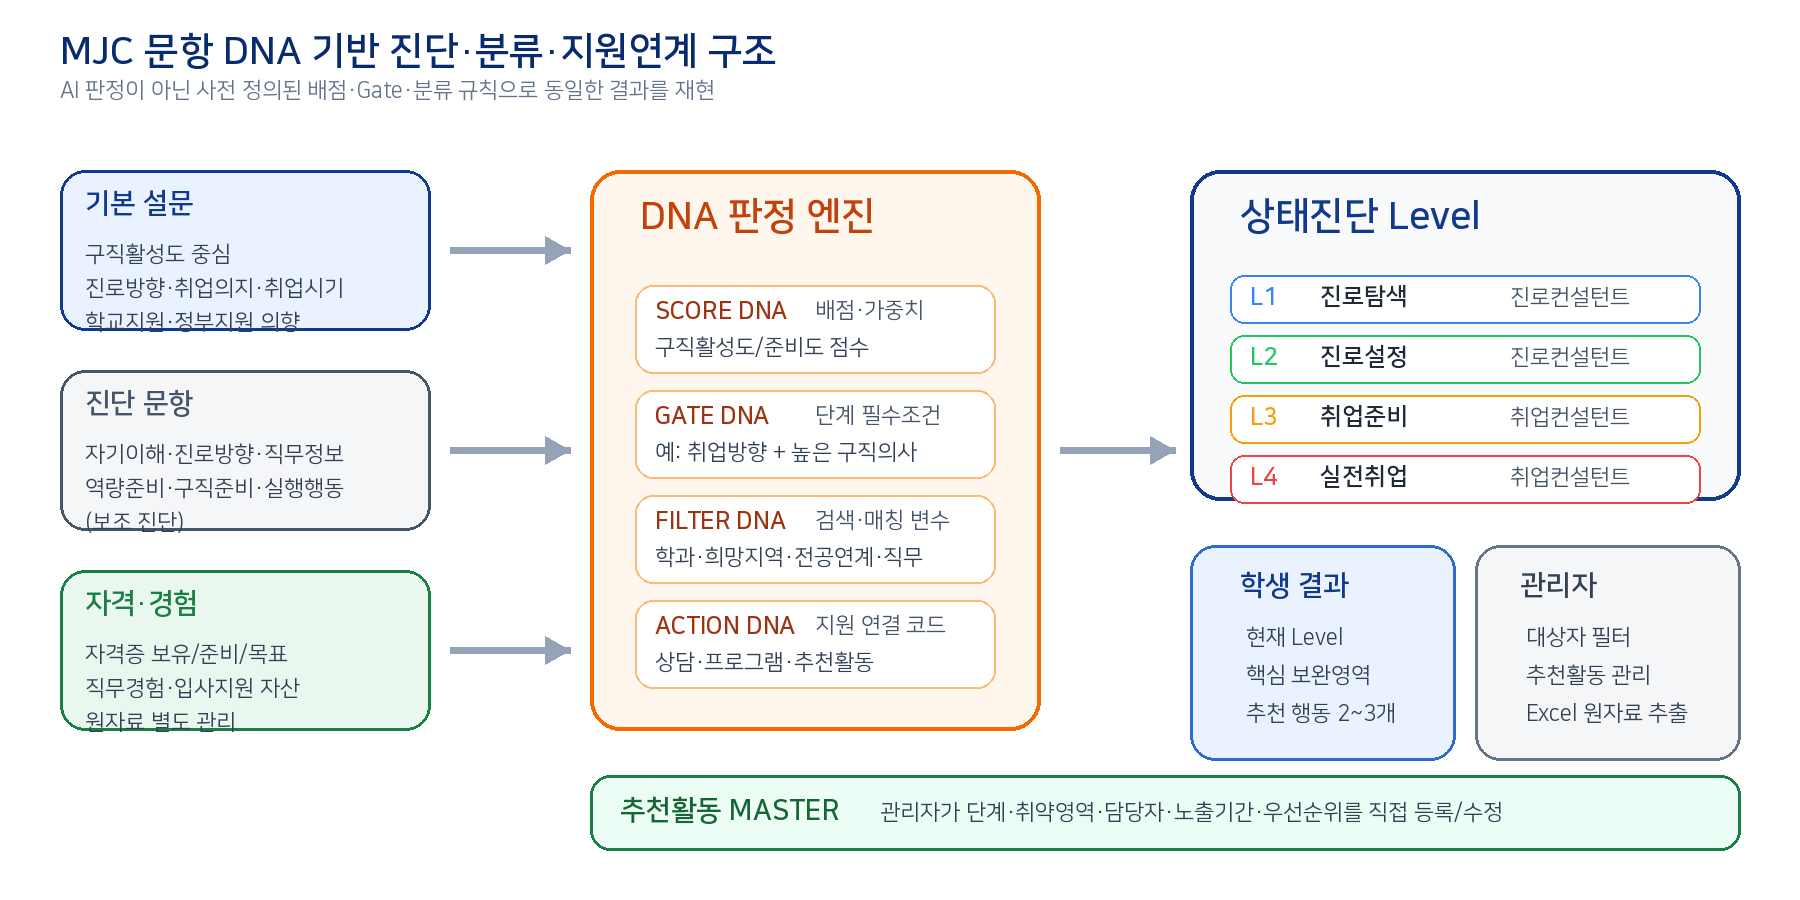 MJC 문항 DNA 기반 진단·분류·지원연계 구조
AI 판정이 아닌 사전 정의된 배점·Gate·분류 규칙으로 동일한 결과를 재현
기본 설문
구직활성도 중심
진로방향·취업의지·취업시기
학교지원·정부지원 의향
진단 문항
자기이해·진로방향·직무정보
역량준비·구직준비·실행행동
(보조 진단)
자격·경험
자격증 보유/준비/목표
직무경험·입사지원 자산
원자료 별도 관리
DNA 판정 엔진
SCORE DNA 배점·가중치
구직활성도/준비도 점수
GATE DNA 단계 필수조건
예: 취업방향 + 높은 구직의사
FILTER DNA 검색·매칭 변수
학과·희망지역·전공연계·직무
ACTION DNA 지원 연결 코드
상담·프로그램·추천활동
상태진단 Level
L1 진로탐색 진로컨설턴트
L2 진로설정 진로컨설턴트
L3 취업준비 취업컨설턴트
L4 실전취업 취업컨설턴트
학생 결과
현재 Level
핵심 보완영역
추천 행동 2~3개
관리자
대상자 필터
추천활동 관리
Excel 원자료 추출
추천활동 MASTER 관리자가 단계·취약영역·담당자·노출기간·우선순위를 직접 등록/수정